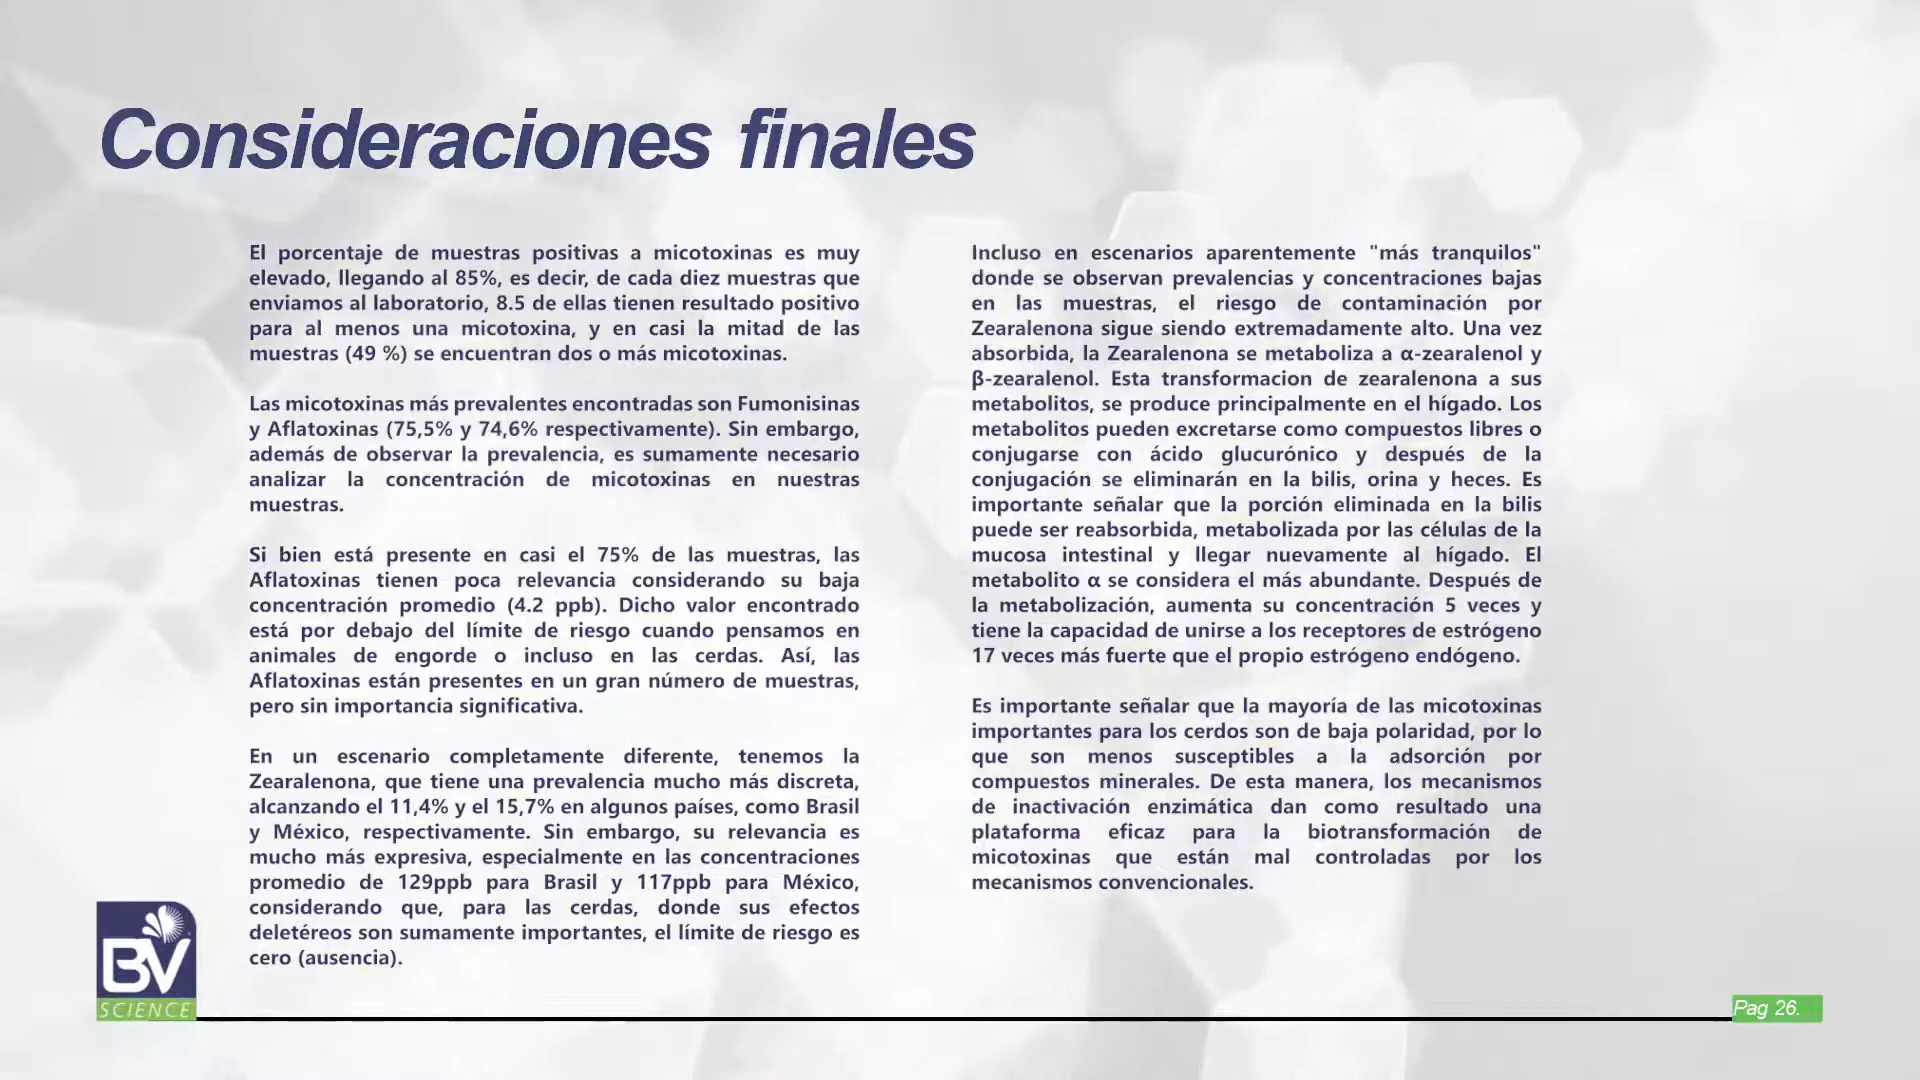 Consideraciones finales
El porcentaje de muestras positivas a micotoxinas es muy
elevado, llegando al 85%, es decir, de cada diez muestras que
enviamos al laboratorio, 8.5 de ellas tienen resultado positivo
para al menos una micotoxina, y en casi la mitad de las
muestras (49 %) se encuentran dos o más micotoxinas.
Las micotoxinas más prevalentes encontradas son Fumonisinas
y Aflatoxinas (75,5% y 74,6% respectivamente). Sin embargo,
además de observar la prevalencia, es sumamente necesario
analizar la concentración de micotoxinas en nuestras
muestras.
Si bien está presente en casi el 75% de las muestras, las
Aflatoxinas tienen poca relevancia considerando su baja
concentración promedio (4.2 ppb). Dicho valor encontrado
está por debajo del límite de riesgo cuando pensamos en
animales de engorde o incluso en las cerdas. Así, las
Aflatoxinas están presentes en un gran número de muestras,
pero sin importancia significativa.
En un escenario completamente diferente, tenemos la
Zearalenona, que tiene una prevalencia mucho más discreta,
alcanzando el 11,4% y el 15,7% en algunos países, como Brasil
y México, respectivamente. Sin embargo, su relevancia es
mucho más expresiva, especialmente en las concentraciones
promedio de 129ppb para Brasil y 117ppb para México,
considerando que, para las cerdas, donde sus efectos
deletéreos son sumamente importantes, el límite de riesgo es
cero (ausencia).
Incluso en escenarios aparentemente "más tranquilos"
donde se observan prevalencias y concentraciones bajas
en las muestras, el riesgo de contaminación por
Zearalenona sigue siendo extremadamente alto. Una vez
absorbida, la Zearalenona se metaboliza a α-zearalenol y
β-zearalenol. Esta transformacion de zearalenona a sus
metabolitos, se produce principalmente en el hígado. Los
metabolitos pueden excretarse como compuestos libres o
conjugarse con ácido glucurónico y después de la
conjugación se eliminarán en la bilis, orina y heces. Es
importante señalar que la porción eliminada en la bilis
puede ser reabsorbida, metabolizada por las células de la
mucosa intestinal y llegar nuevamente al hígado. El
metabolito α se considera el más abundante. Después de
la metabolización, aumenta su concentración 5 veces y
tiene la capacidad de unirse a los receptores de estrógeno
17 veces más fuerte que el propio estrógeno endógeno.
Es importante señalar que la mayoría de las micotoxinas
importantes para los cerdos son de baja polaridad, por lo
que son menos susceptibles a la adsorción por
compuestos minerales. De esta manera, los mecanismos
de inactivación enzimática dan como resultado una
plataforma eficaz para la biotransformación de
micotoxinas que están mal controladas por los
mecanismos convencionales.
BV
SCIENCE
Pag 26.